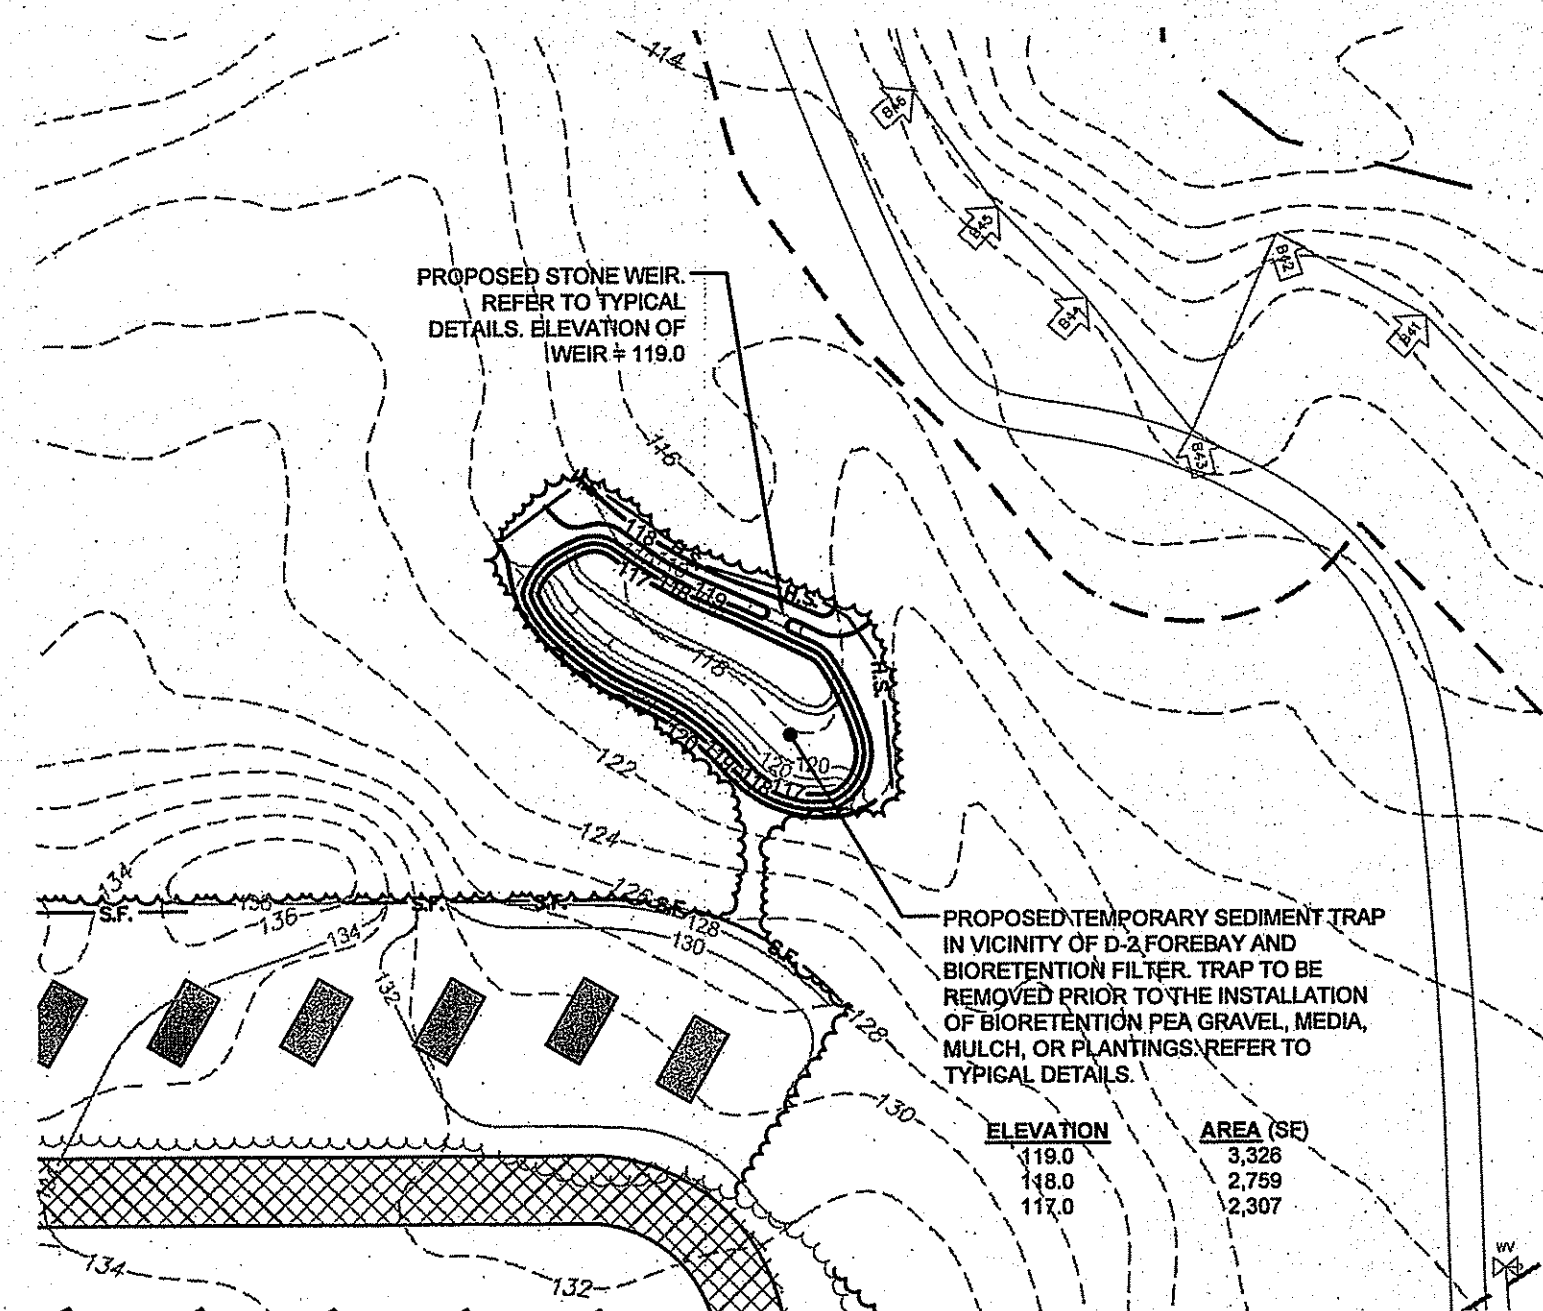 114
B46
B45
B44
B42
B41
B43
PROPOSED STONE WEIR.
REFER TO TYPICAL
DETAILS. ELEVATION OF
WEIR = 119.0
116
118
H.S.
119
117
118
119
H.S.
H.S.
118
120
119
118
117
120
120
122
124
126
S.F.
134
S.F.
136
136
S.F.
S.F.
128
130
134
S.F.
132
128
130
PROPOSED TEMPORARY SEDIMENT TRAP
IN VICINITY OF D-2 FOREBAY AND
BIORETENTION FILTER. TRAP TO BE
REMOVED PRIOR TO THE INSTALLATION
OF BIORETENTION PEA GRAVEL, MEDIA,
MULCH, OR PLANTINGS. REFER TO
TYPICAL DETAILS.
ELEVATION AREA (SF)
119.0 3,326
118.0 2,759
117.0 2,307
134
132
WV